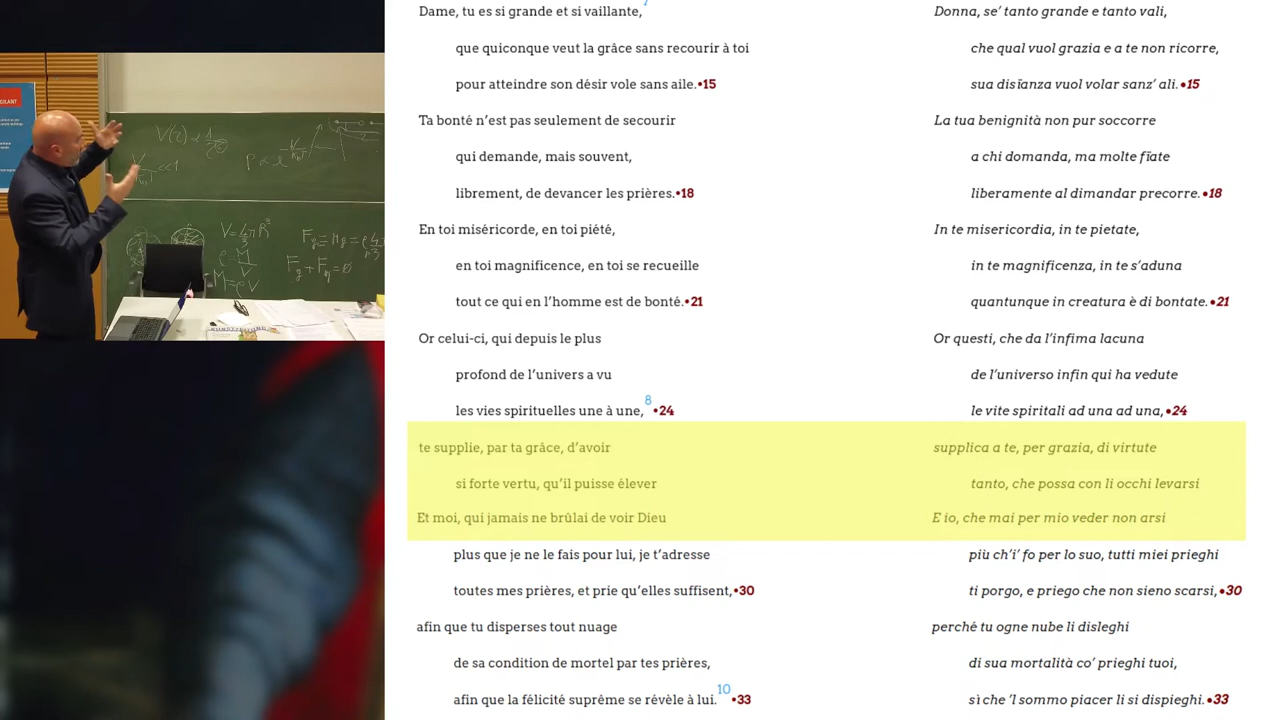 GILANT
V(r) ∝ 1/r⑥
V = 4/3 π R³
ρ = M/V
M = ρV
Dame, tu es si grande et si vaillante,7
que quiconque veut la grâce sans recourir à toi
pour atteindre son désir vole sans aile.•15
Ta bonté n’est pas seulement de secourir
qui demande, mais souvent,
librement, de devancer les prières.•18
En toi miséricorde, en toi piété,
en toi magnificence, en toi se recueille
tout ce qui en l’homme est de bonté.•21
Or celui-ci, qui depuis le plus
profond de l’univers a vu
les vies spirituelles une à une,8 •24
te supplie, par ta grâce, d’avoir
si forte vertu, qu’il puisse élever
Et moi, qui jamais ne brûlai de voir Dieu
plus que je ne le fais pour lui, je t’adresse
toutes mes prières, et prie qu’elles suffisent,•30
afin que tu disperses tout nuage
de sa condition de mortel par tes prières,
afin que la félicité suprême se révèle à lui.10 •33
Donna, se’ tanto grande e tanto vali,
che qual vuol grazia e a te non ricorre,
sua disïanza vuol volar sanz’ ali.•15
La tua benignità non pur soccorre
a chi domanda, ma molte fïate
liberamente al dimandar precorre.•18
In te misericordia, in te pietate,
in te magnificenza, in te s’aduna
quantunque in creatura è di bontate.•21
Or questi, che da l’infima lacuna
de l’universo infin qui ha vedute
le vite spiritali ad una ad una,•24
supplica a te, per grazia, di virtute
tanto, che possa con li occhi levarsi
E io, che mai per mio veder non arsi
più ch’i’ fo per lo suo, tutti miei prieghi
ti porgo, e priego che non sieno scarsi,•30
perché tu ogne nube li disleghi
di sua mortalità co’ prieghi tuoi,
sì che ’l sommo piacer li si dispieghi.•33